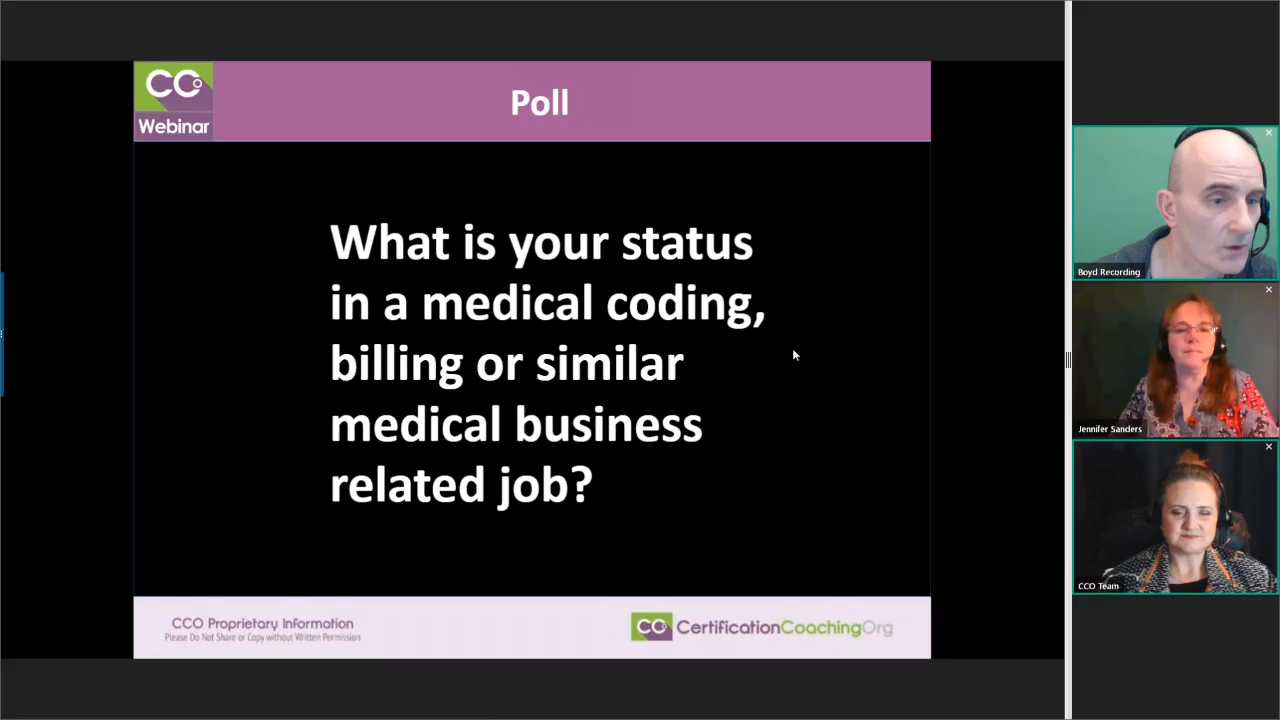 CCO
Webinar
Poll
What is your status
in a medical coding,
billing or similar
medical business
related job?
CCO Proprietary Information
Please Do Not Share or Copy without Written Permission
CCO CertificationCoachingOrg
Boyd Recording
Jennifer Sanders
CCO Team